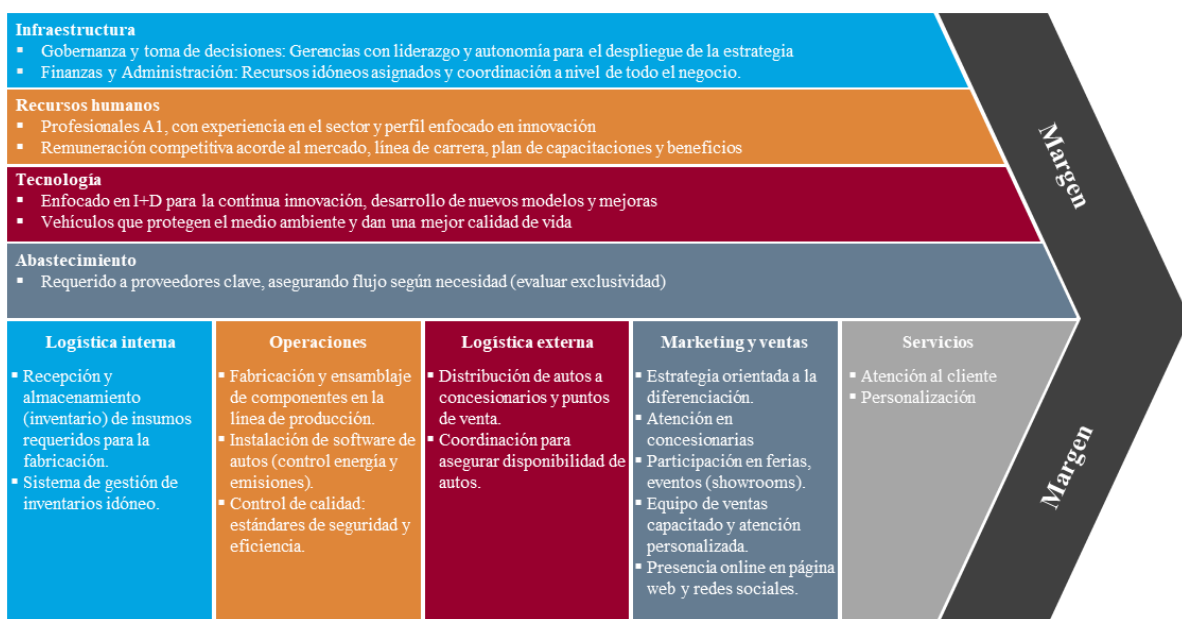 Infraestructura
▪ Gobernanza y toma de decisiones: Gerencias con liderazgo y autonomía para el despliegue de la estrategia
▪ Finanzas y Administración: Recursos idóneos asignados y coordinación a nivel de todo el negocio.
Recursos humanos
▪ Profesionales A1, con experiencia en el sector y perfil enfocado en innovación
▪ Remuneración competitiva acorde al mercado, línea de carrera, plan de capacitaciones y beneficios
Tecnología
▪ Enfocado en I+D para la continua innovación, desarrollo de nuevos modelos y mejoras
▪ Vehículos que protegen el medio ambiente y dan una mejor calidad de vida
Abastecimiento
▪ Requerido a proveedores clave, asegurando flujo según necesidad (evaluar exclusividad)
Margen
Logística interna
▪ Recepción y
almacenamiento
(inventario) de insumos
requeridos para la
fabricación.
▪ Sistema de gestión de
inventarios idóneo.
Operaciones
▪ Fabricación y ensamblaje
de componentes en la
línea de producción.
▪ Instalación de software de
autos (control energía y
emisiones).
▪ Control de calidad:
estándares de seguridad y
eficiencia.
Logística externa
▪ Distribución de autos a
concesionarios y puntos
de venta.
▪ Coordinación para
asegurar disponibilidad de
autos.
Marketing y ventas
▪ Estrategia orientada a la
diferenciación.
▪ Atención en
concesionarias
▪ Participación en ferias,
eventos (showrooms).
▪ Equipo de ventas
capacitado y atención
personalizada.
▪ Presencia online en página
web y redes sociales.
Servicios
▪ Atención al cliente
▪ Personalización
Margen